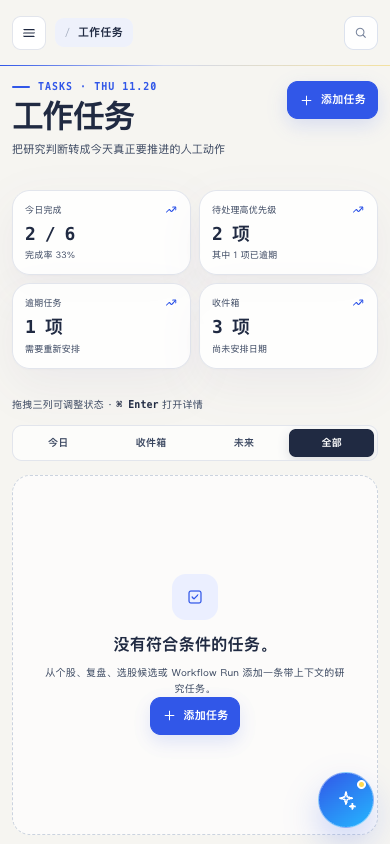 / 工作任务
TASKS · THU 11.20
工作任务
添加任务
把研究判断转成今天真正要推进的人工动作
今日完成
2 / 6
完成率 33%
待处理高优先级
2 项
其中 1 项已逾期
逾期任务
1 项
需要重新安排
收件箱
3 项
尚未安排日期
拖拽三列可调整状态 · ⌘ Enter 打开详情
今日 收件箱 未来 全部
没有符合条件的任务。
从个股、复盘、选股候选或 Workflow Run 添加一条带上下文的研
究任务。
添加任务